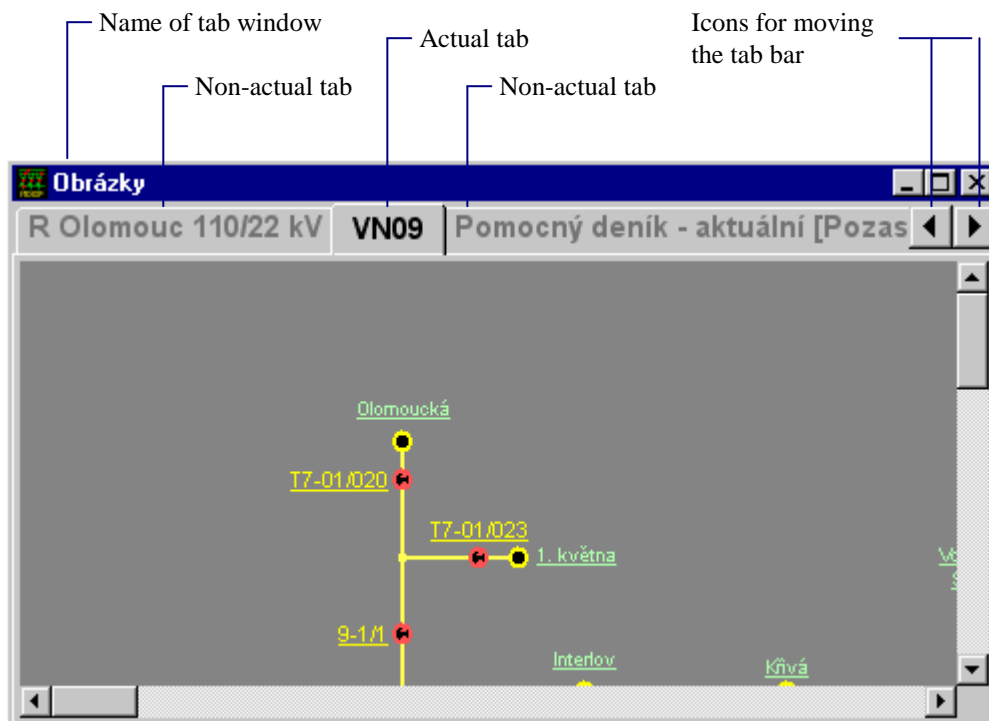 Name of tab window
Actual tab
Icons for moving
the tab bar
Non-actual tab
Non-actual tab
Obrázky
R Olomouc 110/22 kV
VN09
Pomocný deník - aktuální [Pozas
Olomoucká
T7-01/020
T7-01/023
1. května
9-1/1
Interlov
Křivá